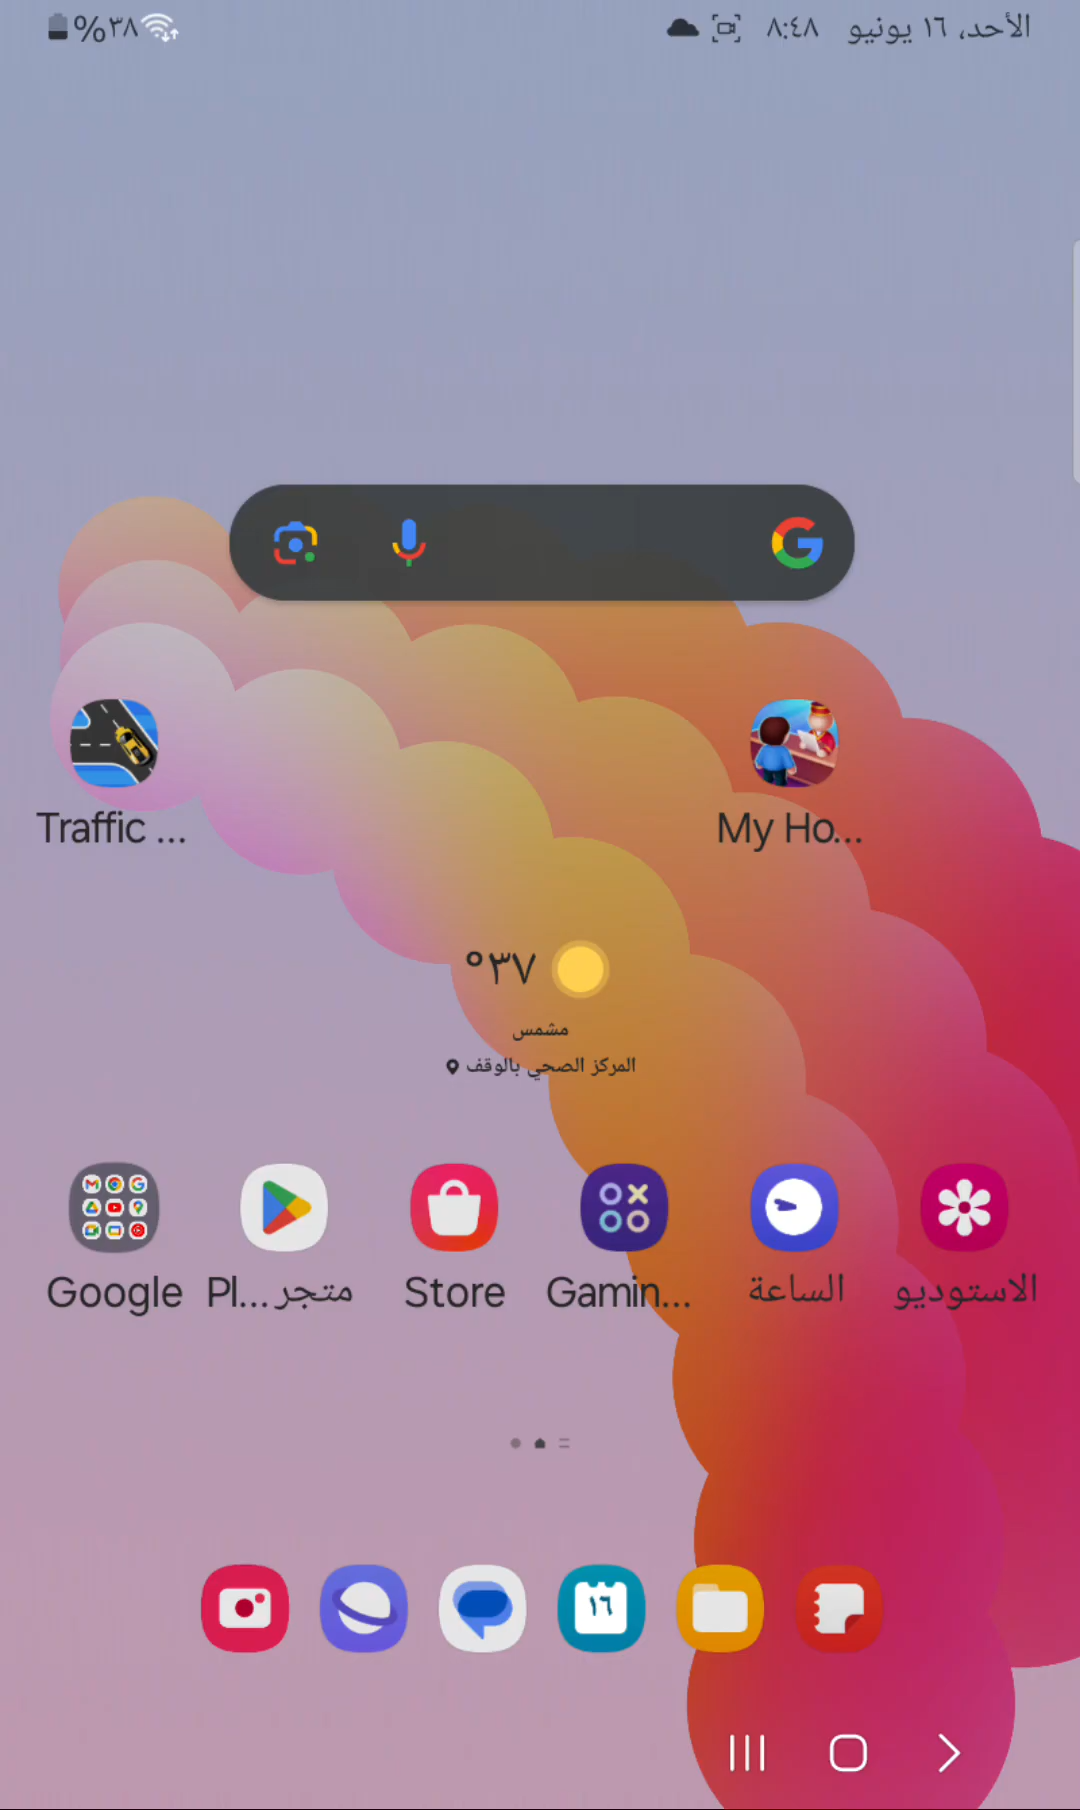 الأحد، ١٦ يونيو ٨:٤٨ ٣٨%
Traffic ...
My Ho...
٣٧°
مشمس
المركز الصحي بالوقف
Google
متجر Pl...
Store
Gamin...
الساعة
الاستوديو
١٦